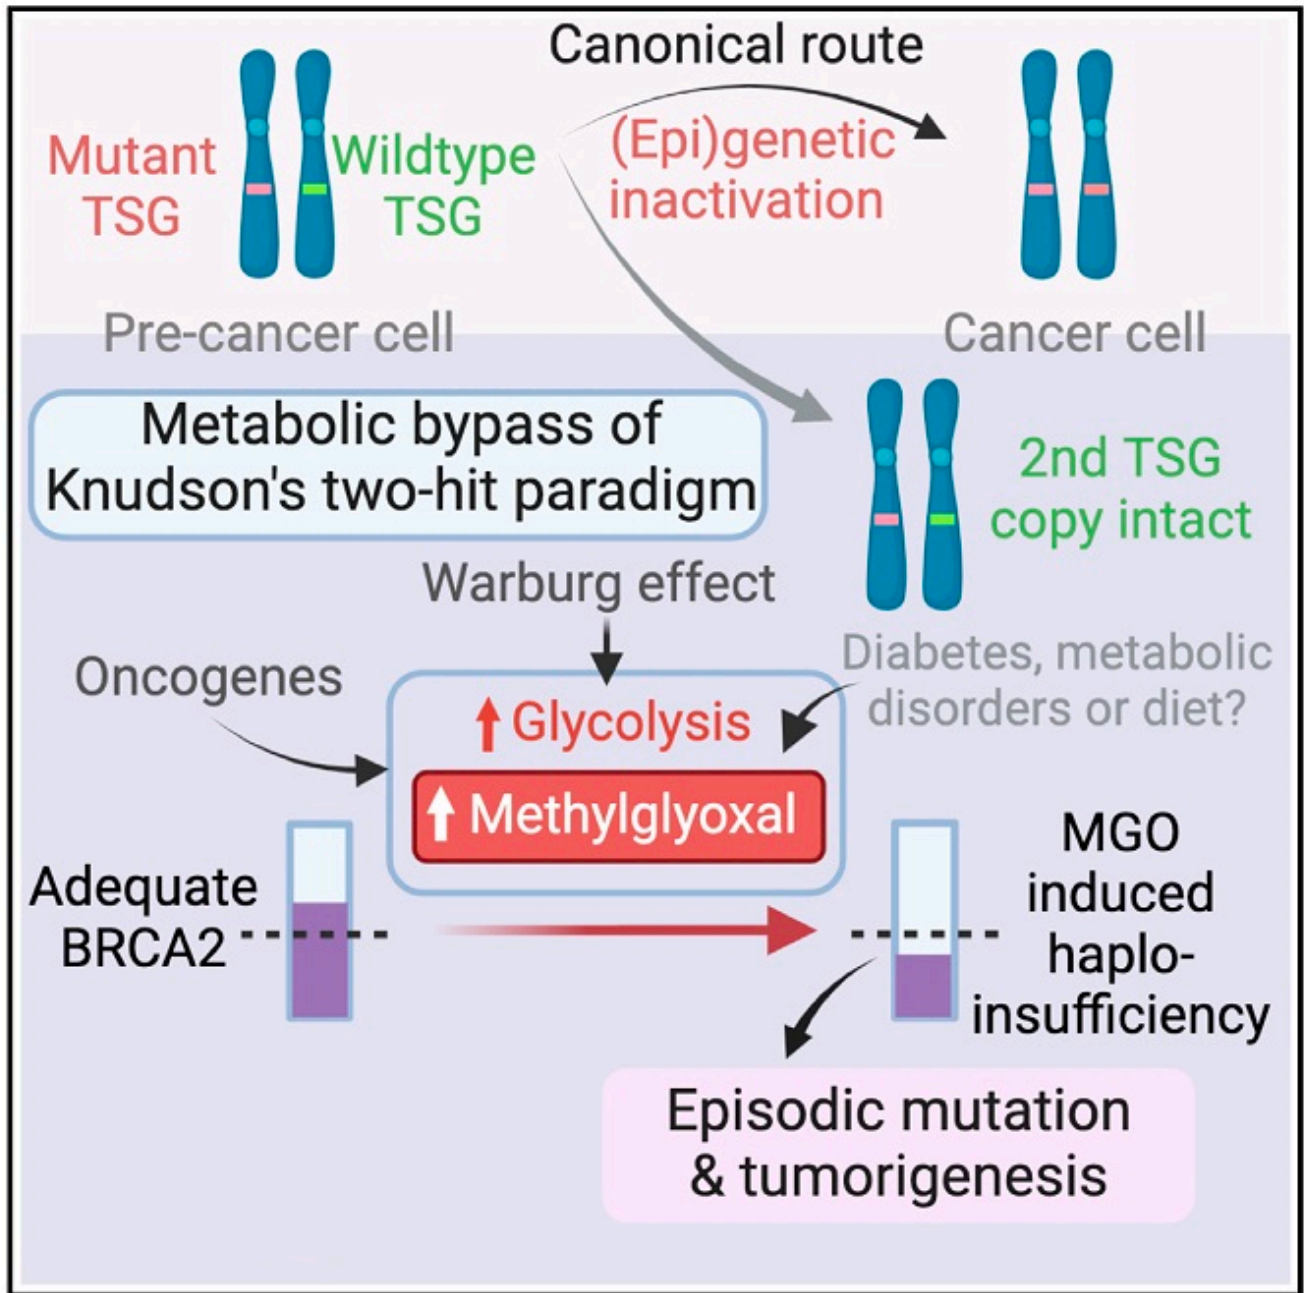 Canonical route
Mutant
TSG
Wildtype
TSG
(Epi)genetic
inactivation
Pre-cancer cell
Cancer cell
Metabolic bypass of
Knudson's two-hit paradigm
2nd TSG
copy intact
Warburg effect
Oncogenes
Diabetes, metabolic
disorders or diet?
Glycolysis
Methylglyoxal
Adequate
BRCA2
MGO
induced
haplo-
insufficiency
Episodic mutation
& tumorigenesis